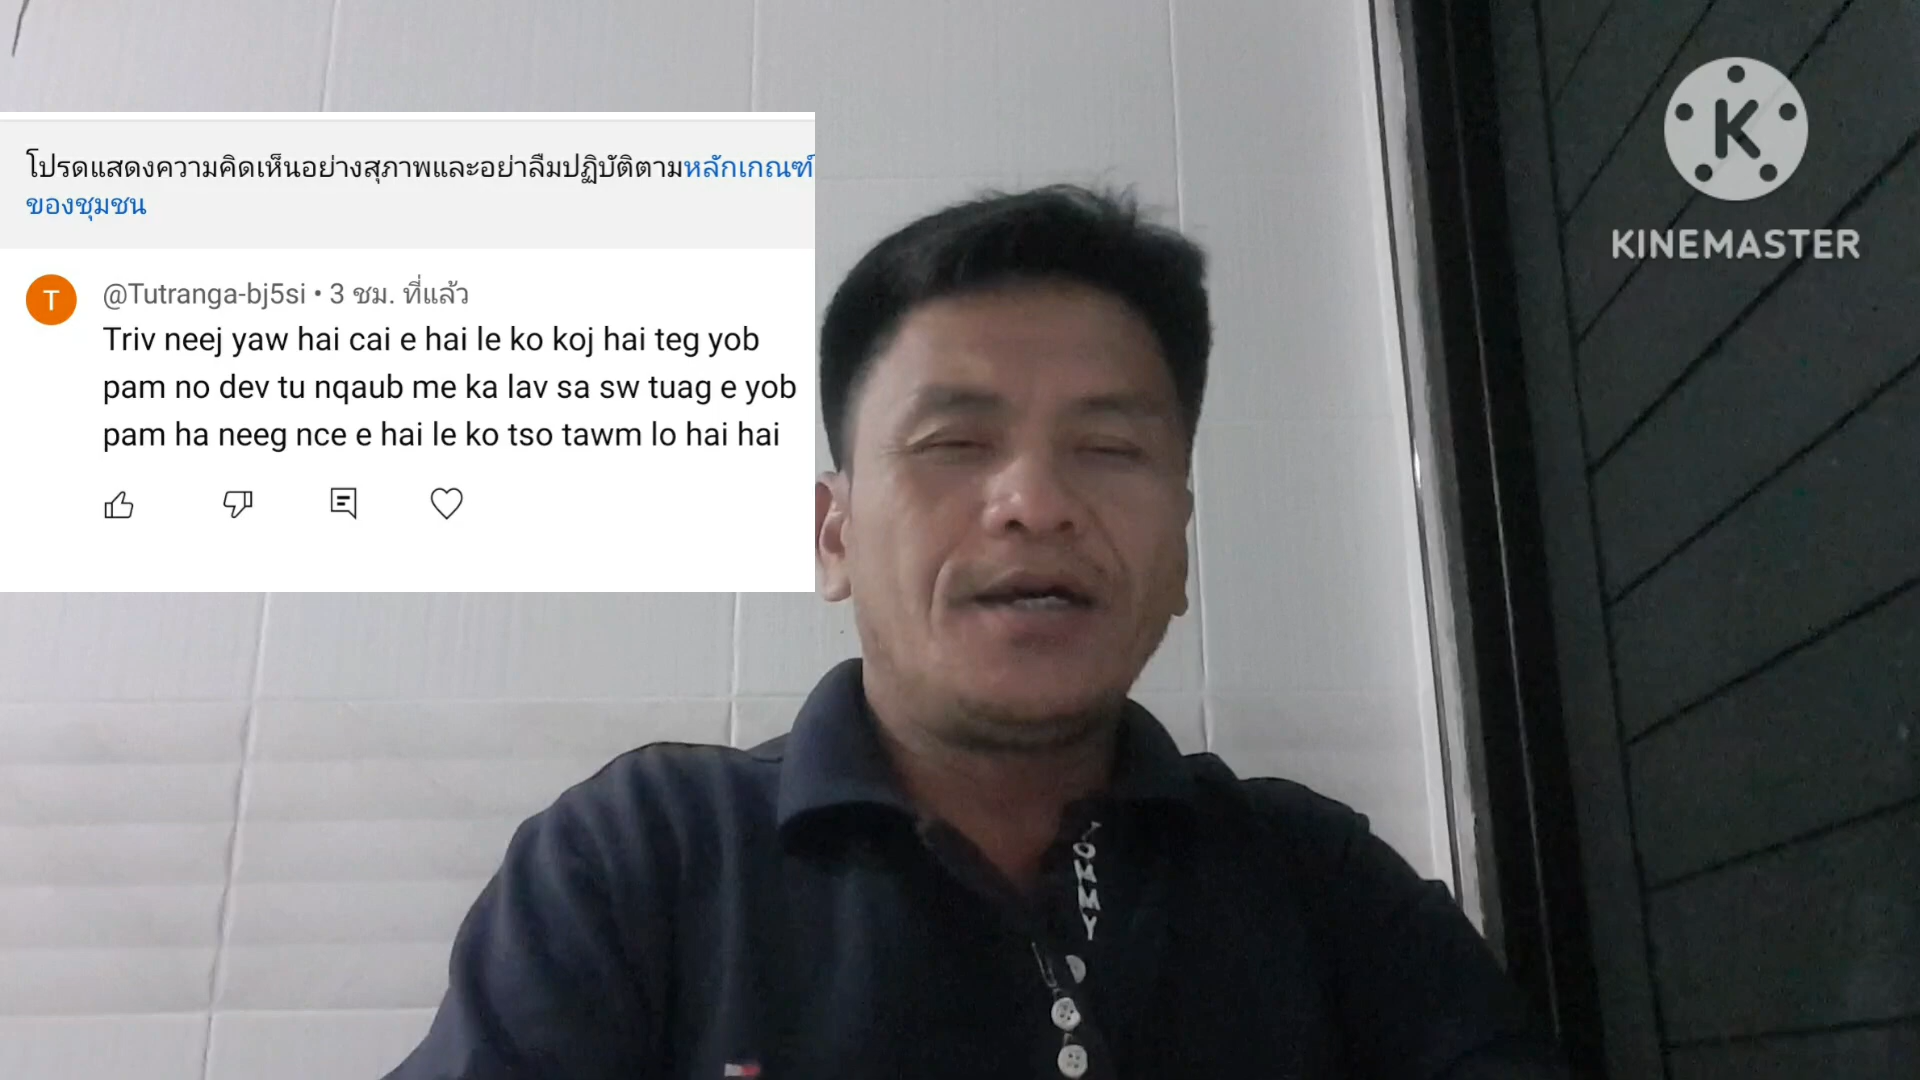 โปรดแสดงความคิดเห็นอย่างสุภาพและอย่าลืมปฏิบัติตามหลักเกณฑ์
ของชุมชน
T
@Tutranga-bj5si • 3 ชม. ที่แล้ว
Triv neej yaw hai cai e hai le ko koj hai teg yob
pam no dev tu nqaub me ka lav sa sw tuag e yob
pam ha neeg nce e hai le ko tso tawm lo hai hai
K
KINEMASTER
TOMMY